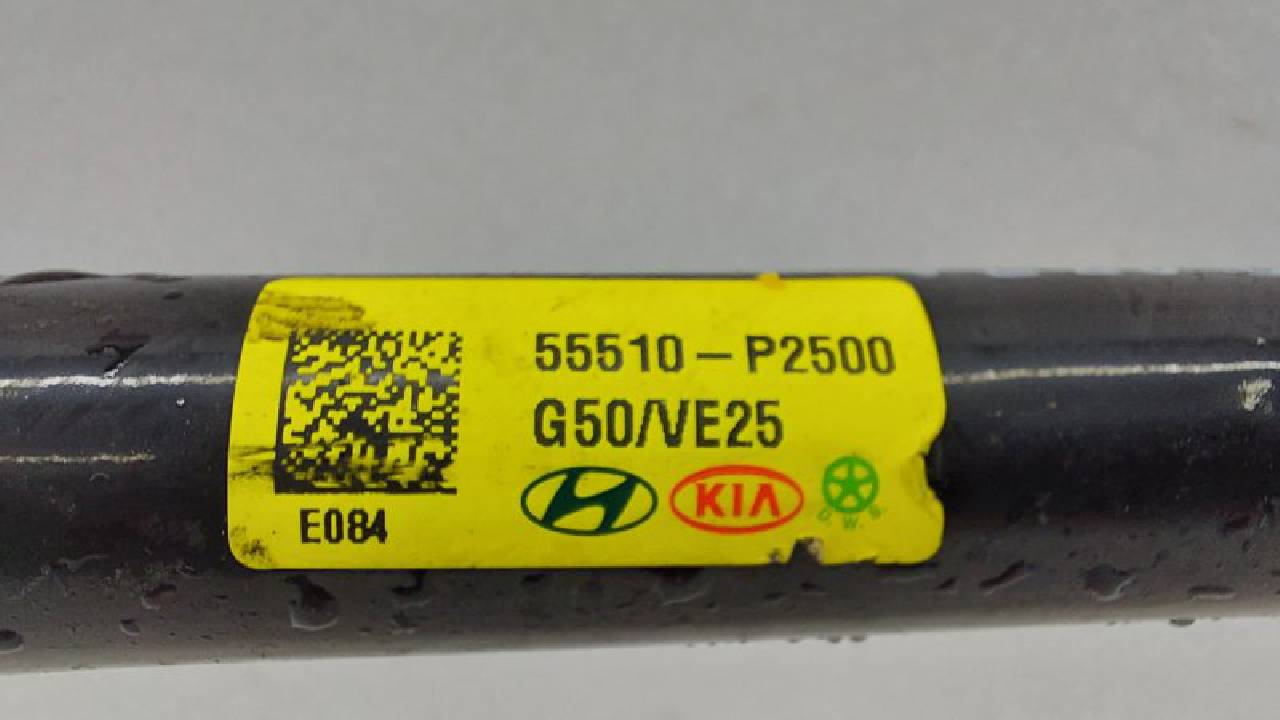 55510-P2500
G50/VE25
KIA
D. W. S.
E084